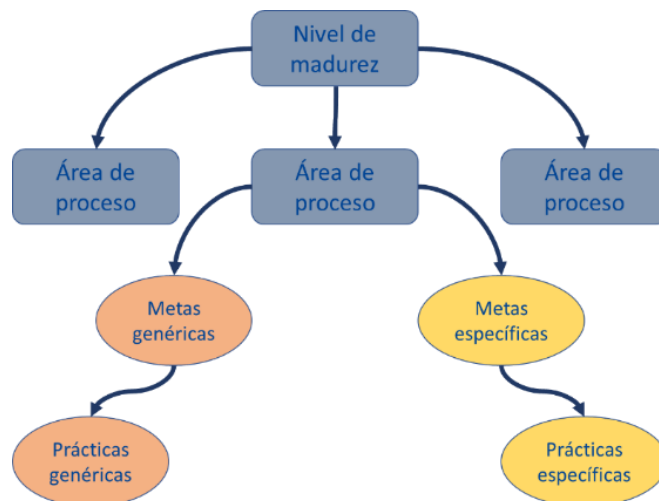 Nivel de
madurez
Área de
proceso
Área de
proceso
Área de
proceso
Metas
genéricas
Metas
específicas
Prácticas
genéricas
Prácticas
específicas